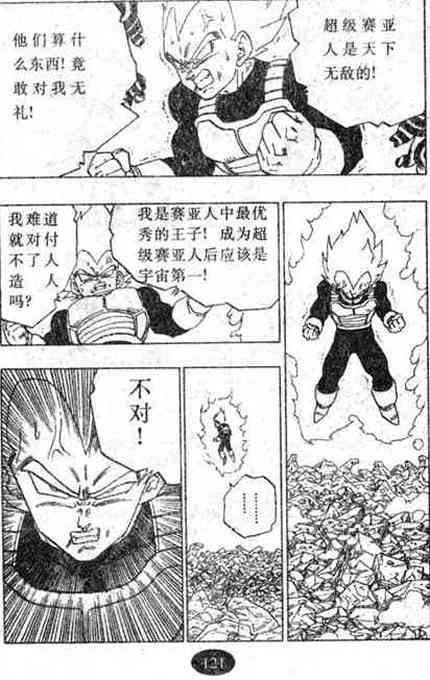 超级赛亚
人是天下
无敌的!
他们算什
么东西!竟
敢对我无
礼!
我是赛亚人中最优
秀的王子!成为超
级赛亚人后应该是
宇宙第一!
我难道
就对付
不了人
造人
吗?
……
不对!
121